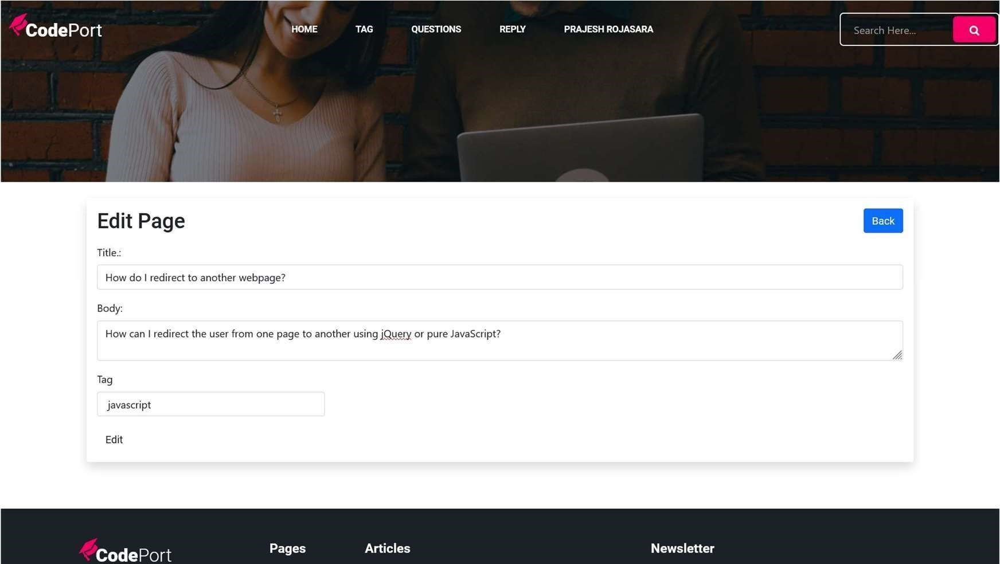 CodePort
HOME TAG QUESTIONS REPLY PRAJESH ROJASARA
Search Here...
Edit Page
Back
Title.:
How do I redirect to another webpage?
Body:
How can I redirect the user from one page to another using jQuery or pure JavaScript?
Tag
javascript
Edit
CodePort
Pages
Articles
Newsletter